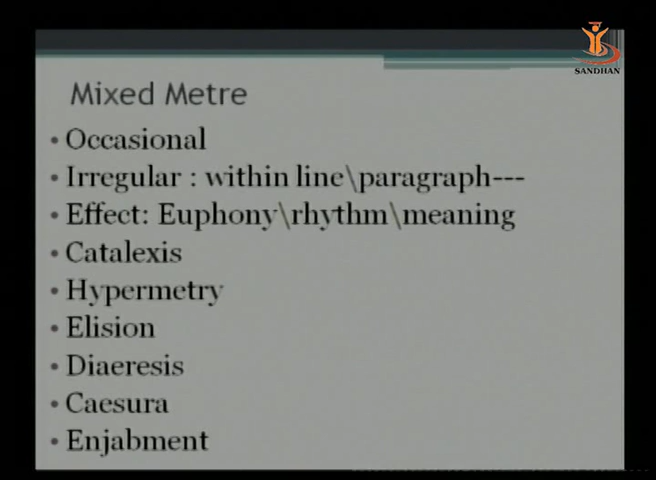 SANDHAN
Mixed Metre
• Occasional
• Irregular : within line\paragraph---
• Effect: Euphony\rhythm\meaning
• Catalexis
• Hypermetry
• Elision
• Diaeresis
• Caesura
• Enjabment